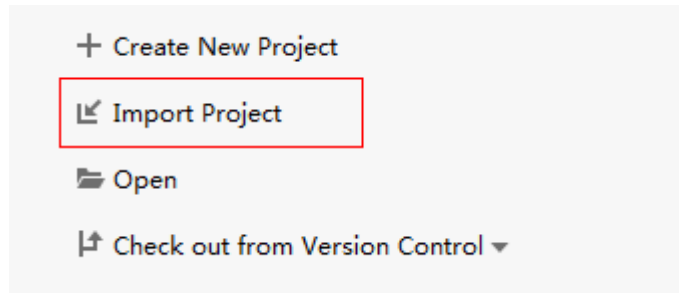 Create New Project
Import Project
Open
Check out from Version Control